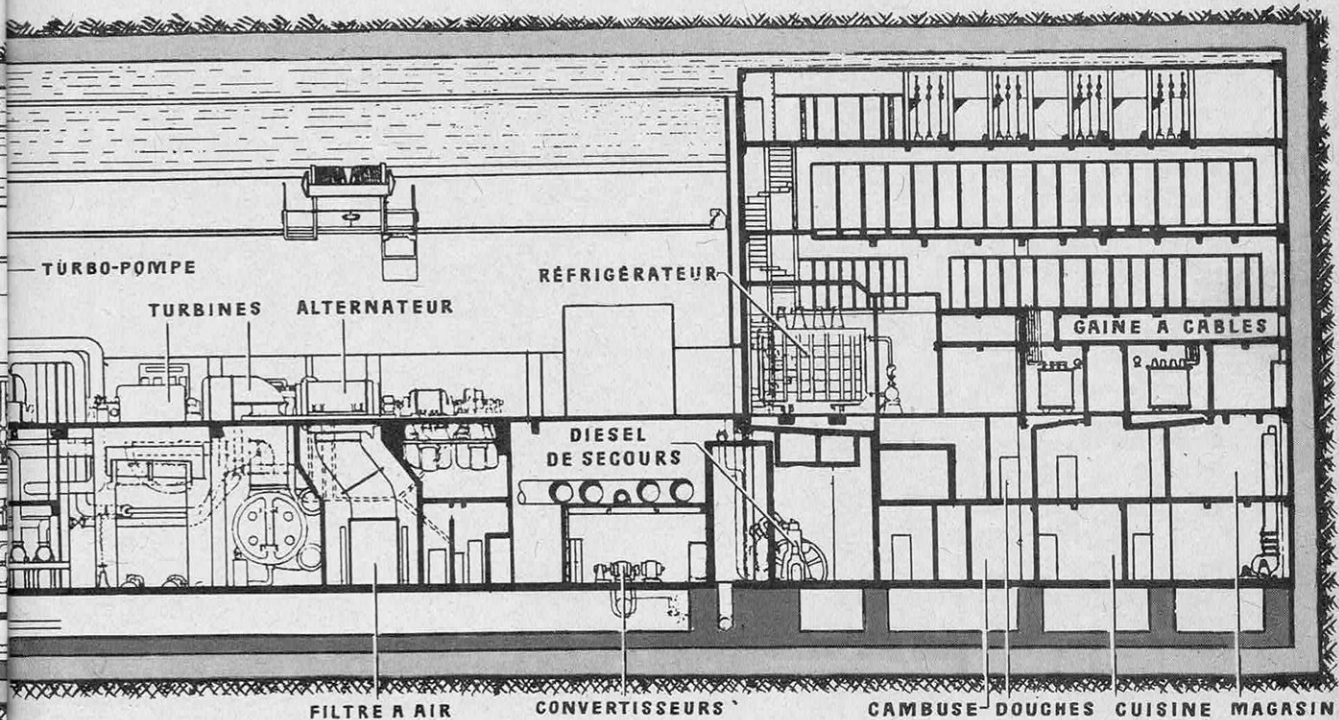 TURBO-POMPE
TURBINES
ALTERNATEUR
RÉFRIGÉRATEUR
GAINE A CABLES
DIESEL
DE SECOURS
FILTRE A AIR
CONVERTISSEURS
CAMBUSE
DOUCHES
CUISINE
MAGASIN